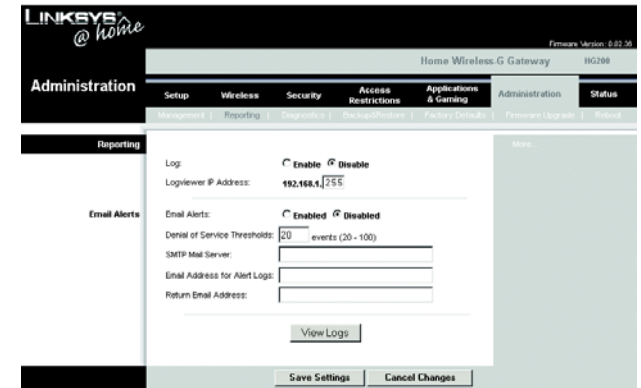 LINKSYS
@ home
Firmware Version: 0.02.36
Home Wireless-G Gateway HG200
Administration
Setup Wireless Security Access Restrictions Applications & Gaming Administration Status
Management | Reporting | Diagnostics | Backup&Restore | Factory Defaults | Firmware Upgrade | Reboot
Reporting
More...
Log: Enable Disable
Logviewer IP Address: 192.168.1. 255
Email Alerts
Email Alerts: Enabled Disabled
Denial of Service Thresholds: 20 events (20 - 100)
SMTP Mail Server:
Email Address for Alert Logs:
Return Email Address:
View Logs
Save Settings Cancel Changes